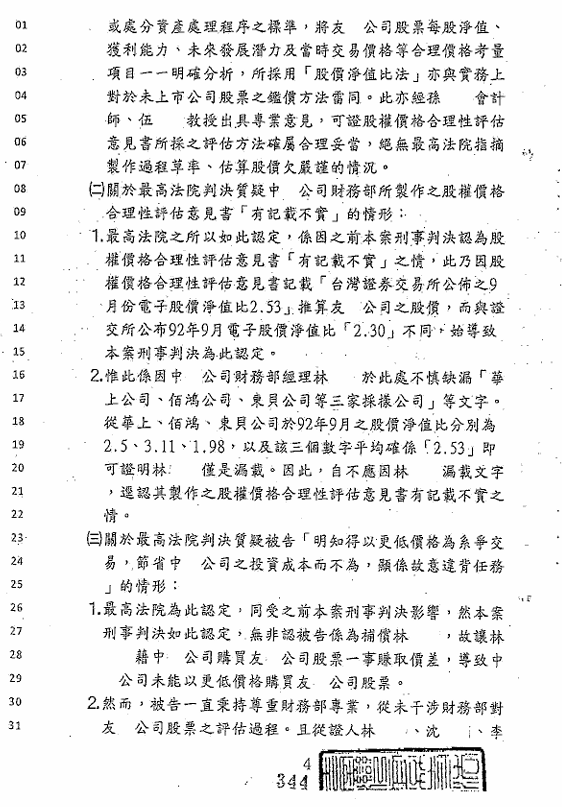 01 或處分資產處理程序之標準，將友　公司股票每股淨值、
02 獲利能力、未來發展潛力及當時交易價格等合理價格考量
03 項目一一明確分析，所採用「股價淨值比法」亦與實務上
04 對於未上市公司股票之鑑價方法雷同。此亦經孫　　會計
05 師、伍　　教授出具專業意見，可證股權價格合理性評估
06 意見書所採之評估方法確屬合理妥當，絕無最高法院指摘
07 製作過程草率、估算股價欠嚴謹的情況。
08 ㈡關於最高法院判決質疑中　公司財務部所製作之股權價格
09 合理性評估意見書「有記載不實」的情形：
10 1.最高法院之所以如此認定，係因之前本案刑事判決認為股
11 權價格合理性評估意見書「有記載不實」之情，此乃因股
12 權價格合理性評估意見書記載「台灣證券交易所公佈之9
13 月份電子股價淨值比2.53」推算友　公司之股價，而與證
14 交所公布92年9月電子股價淨值比「2.30」不同，始導致
15 本案刑事判決為此認定。
16 2.惟此係因中　公司財務部經理林　　於此處不慎缺漏「華
17 上公司、佰鴻公司、東貝公司等三家採樣公司」等文字。
18 從華上、佰鴻、東貝公司於92年9月之股價淨值比分別為
19 2.5、3.11、1.98，以及該三個數字平均確係「2.53」即
20 可證明林　　僅是漏載。因此，自不應因林　　漏載文字
21 ，遽認其製作之股權價格合理性評估意見書有記載不實之
22 情。
23 ㈢關於最高法院判決質疑被告「明知得以更低價格為系爭交
24 易，節省中　公司之投資成本而不為，顯係故意違背任務
25 」的情形：
26 1.最高法院為此認定，同受之前本案刑事判決影響，然本案
27 刑事判決如此認定，無非認被告係為補償林　　，故讓林
28 　　藉中　公司購買友　公司股票一事賺取價差，導致中
29 　公司未能以更低價格購買友　公司股票。
30 2.然而，被告一直秉持尊重財務部專業，從未干涉財務部對
31 友　公司股票之評估過程。且從證人林　　、沈　　、李
4
344